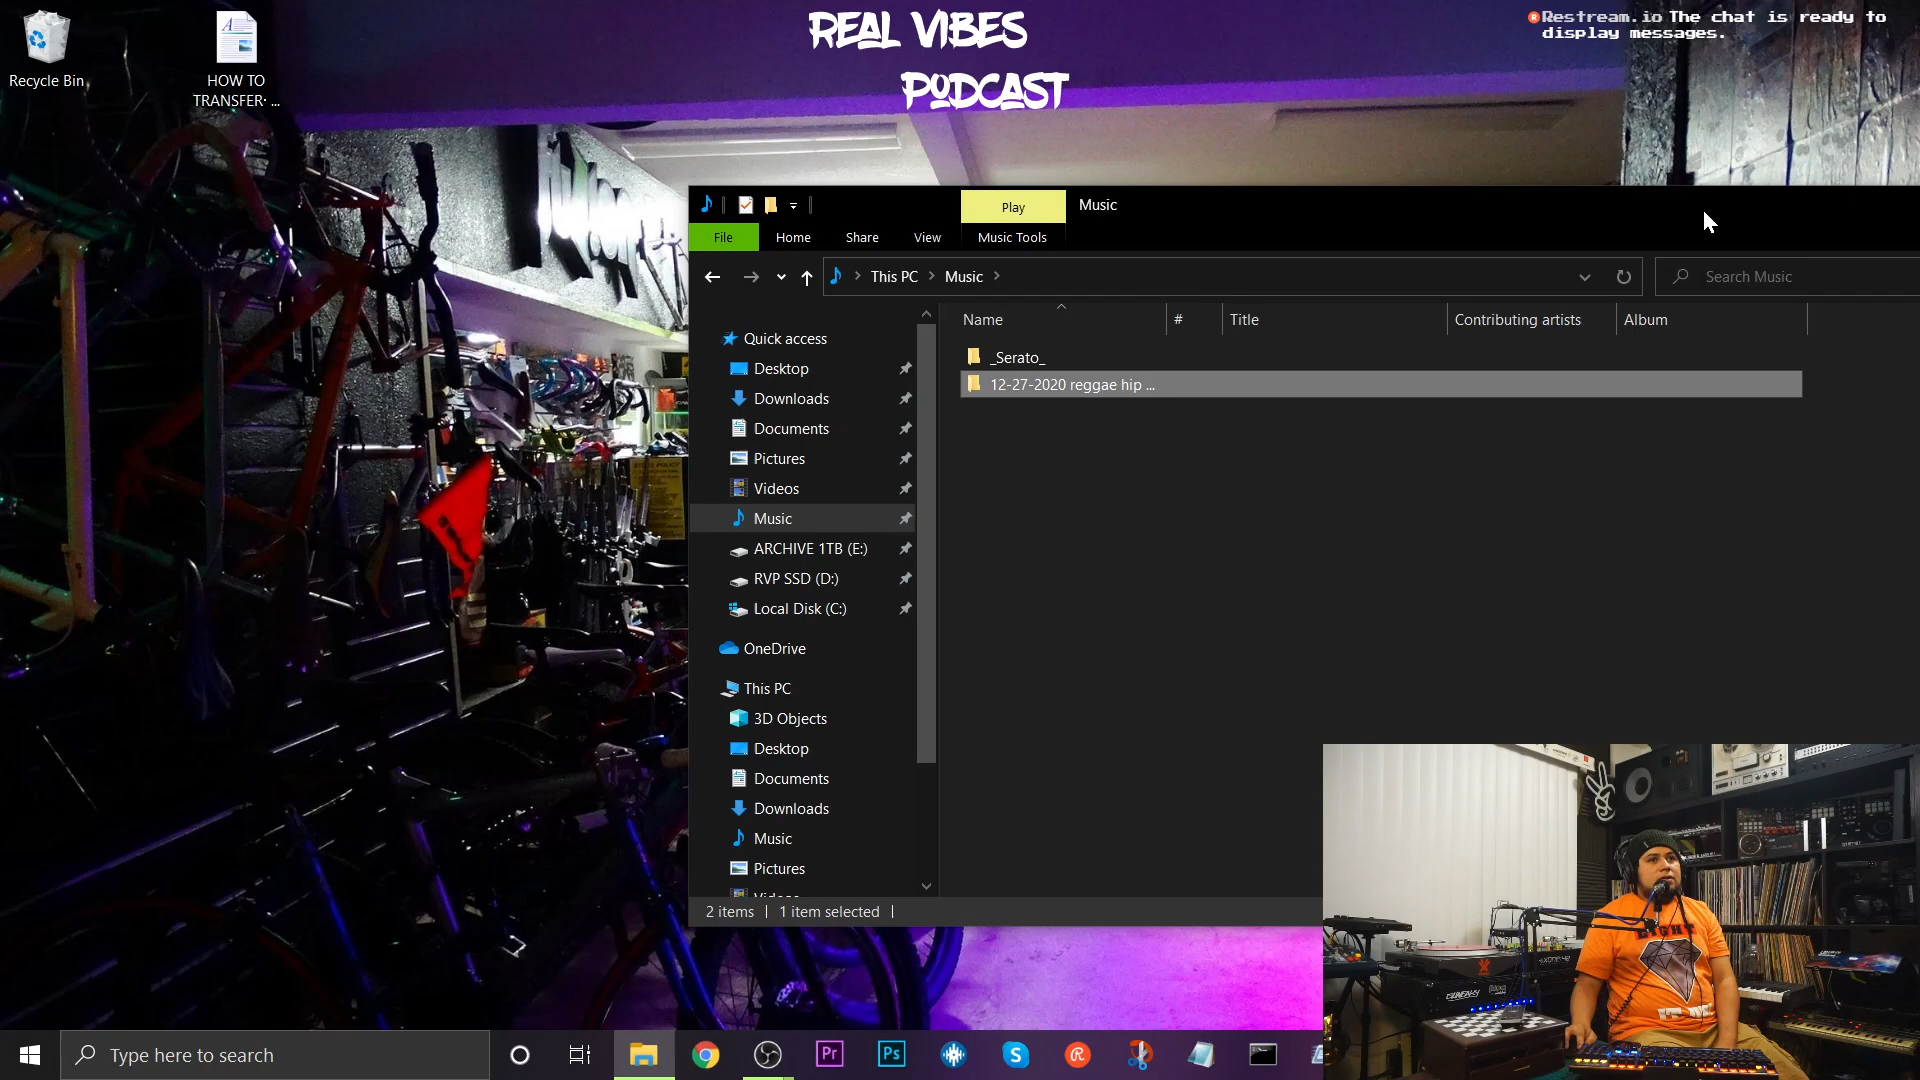 REAL VIBES
PODCAST
Restream.io The chat is ready to
display messages.
Recycle Bin
HOW TO
TRANSFER· ...
Play
Music
File
Home
Share
View
Music Tools
This PC
Music
Search Music
Name
#
Title
Contributing artists
Album
_Serato_
12-27-2020 reggae hip ...
Quick access
Desktop
Downloads
Documents
Pictures
Videos
Music
ARCHIVE 1TB (E:)
RVP SSD (D:)
Local Disk (C:)
OneDrive
This PC
3D Objects
Desktop
Documents
Downloads
Music
Pictures
Videos
2 items
1 item selected
Type here to search
Pr
Ps